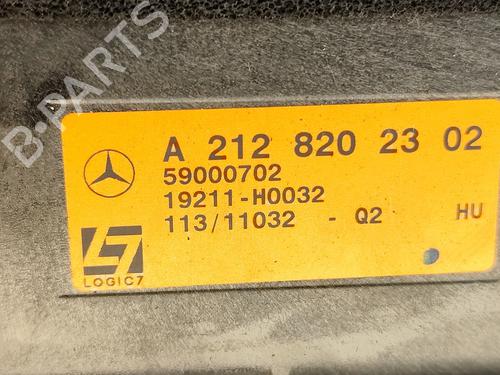 B-PARTS
A 212 820 23 02
59000702
19211-H0032
113/11032 - Q2 HU
LOGIC7